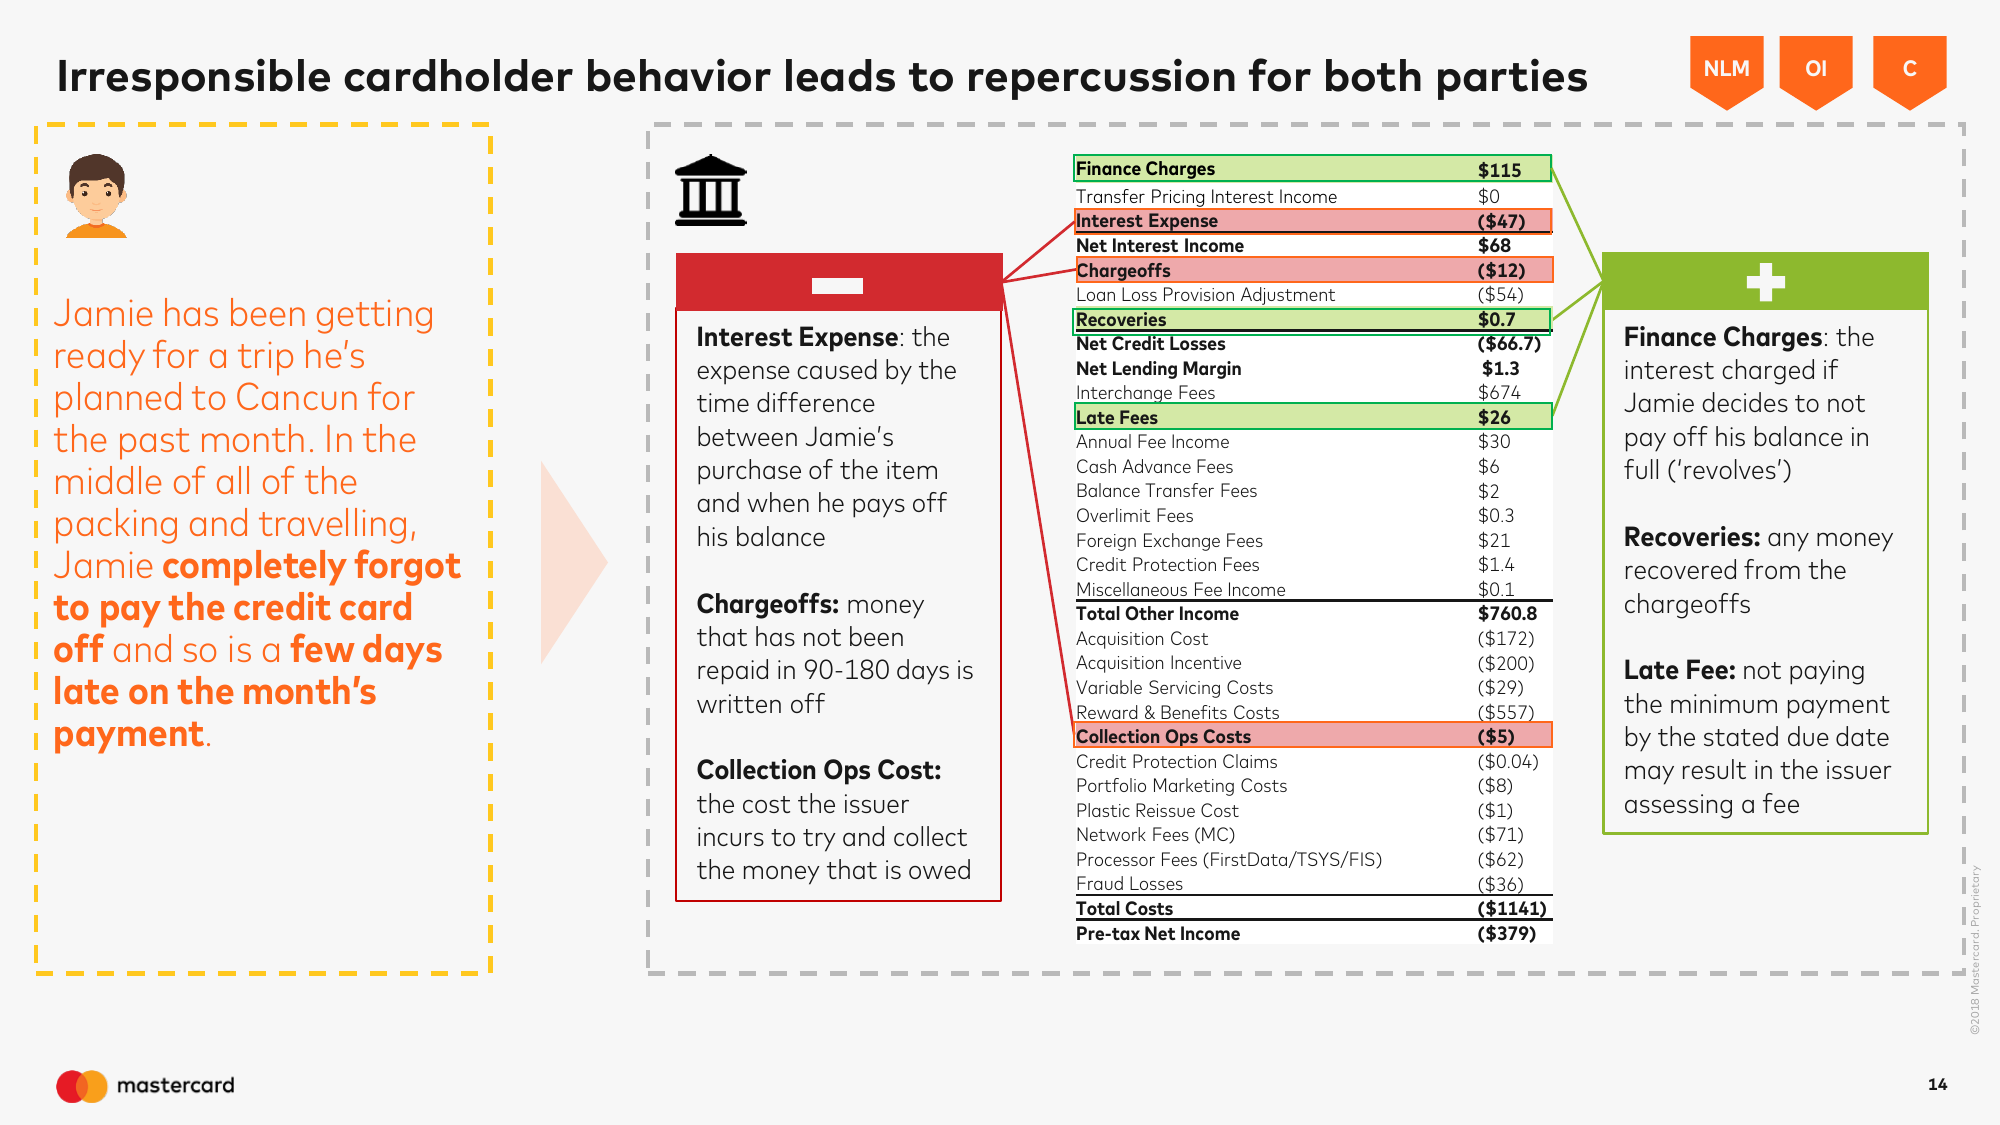 Irresponsible cardholder behavior leads to repercussion for both parties
NLM
OI
C
Jamie has been getting
ready for a trip he’s
planned to Cancun for
the past month. In the
middle of all of the
packing and travelling,
Jamie completely forgot
to pay the credit card
off and so is a few days
late on the month’s
payment.
Interest Expense: the
expense caused by the
time difference
between Jamie’s
purchase of the item
and when he pays off
his balance
Chargeoffs: money
that has not been
repaid in 90-180 days is
written off
Collection Ops Cost:
the cost the issuer
incurs to try and collect
the money that is owed
Finance Charges $115
Transfer Pricing Interest Income $0
Interest Expense ($47)
Net Interest Income $68
Chargeoffs ($12)
Loan Loss Provision Adjustment ($54)
Recoveries $0.7
Net Credit Losses ($66.7)
Net Lending Margin $1.3
Interchange Fees $674
Late Fees $26
Annual Fee Income $30
Cash Advance Fees $6
Balance Transfer Fees $2
Overlimit Fees $0.3
Foreign Exchange Fees $21
Credit Protection Fees $1.4
Miscellaneous Fee Income $0.1
Total Other Income $760.8
Acquisition Cost ($172)
Acquisition Incentive ($200)
Variable Servicing Costs ($29)
Reward & Benefits Costs ($557)
Collection Ops Costs ($5)
Credit Protection Claims ($0.04)
Portfolio Marketing Costs ($8)
Plastic Reissue Cost ($1)
Network Fees (MC) ($71)
Processor Fees (FirstData/TSYS/FIS) ($62)
Fraud Losses ($36)
Total Costs ($1141)
Pre-tax Net Income ($379)
Finance Charges: the
interest charged if
Jamie decides to not
pay off his balance in
full (‘revolves’)
Recoveries: any money
recovered from the
chargeoffs
Late Fee: not paying
the minimum payment
by the stated due date
may result in the issuer
assessing a fee
©2018 Mastercard. Proprietary
mastercard
14